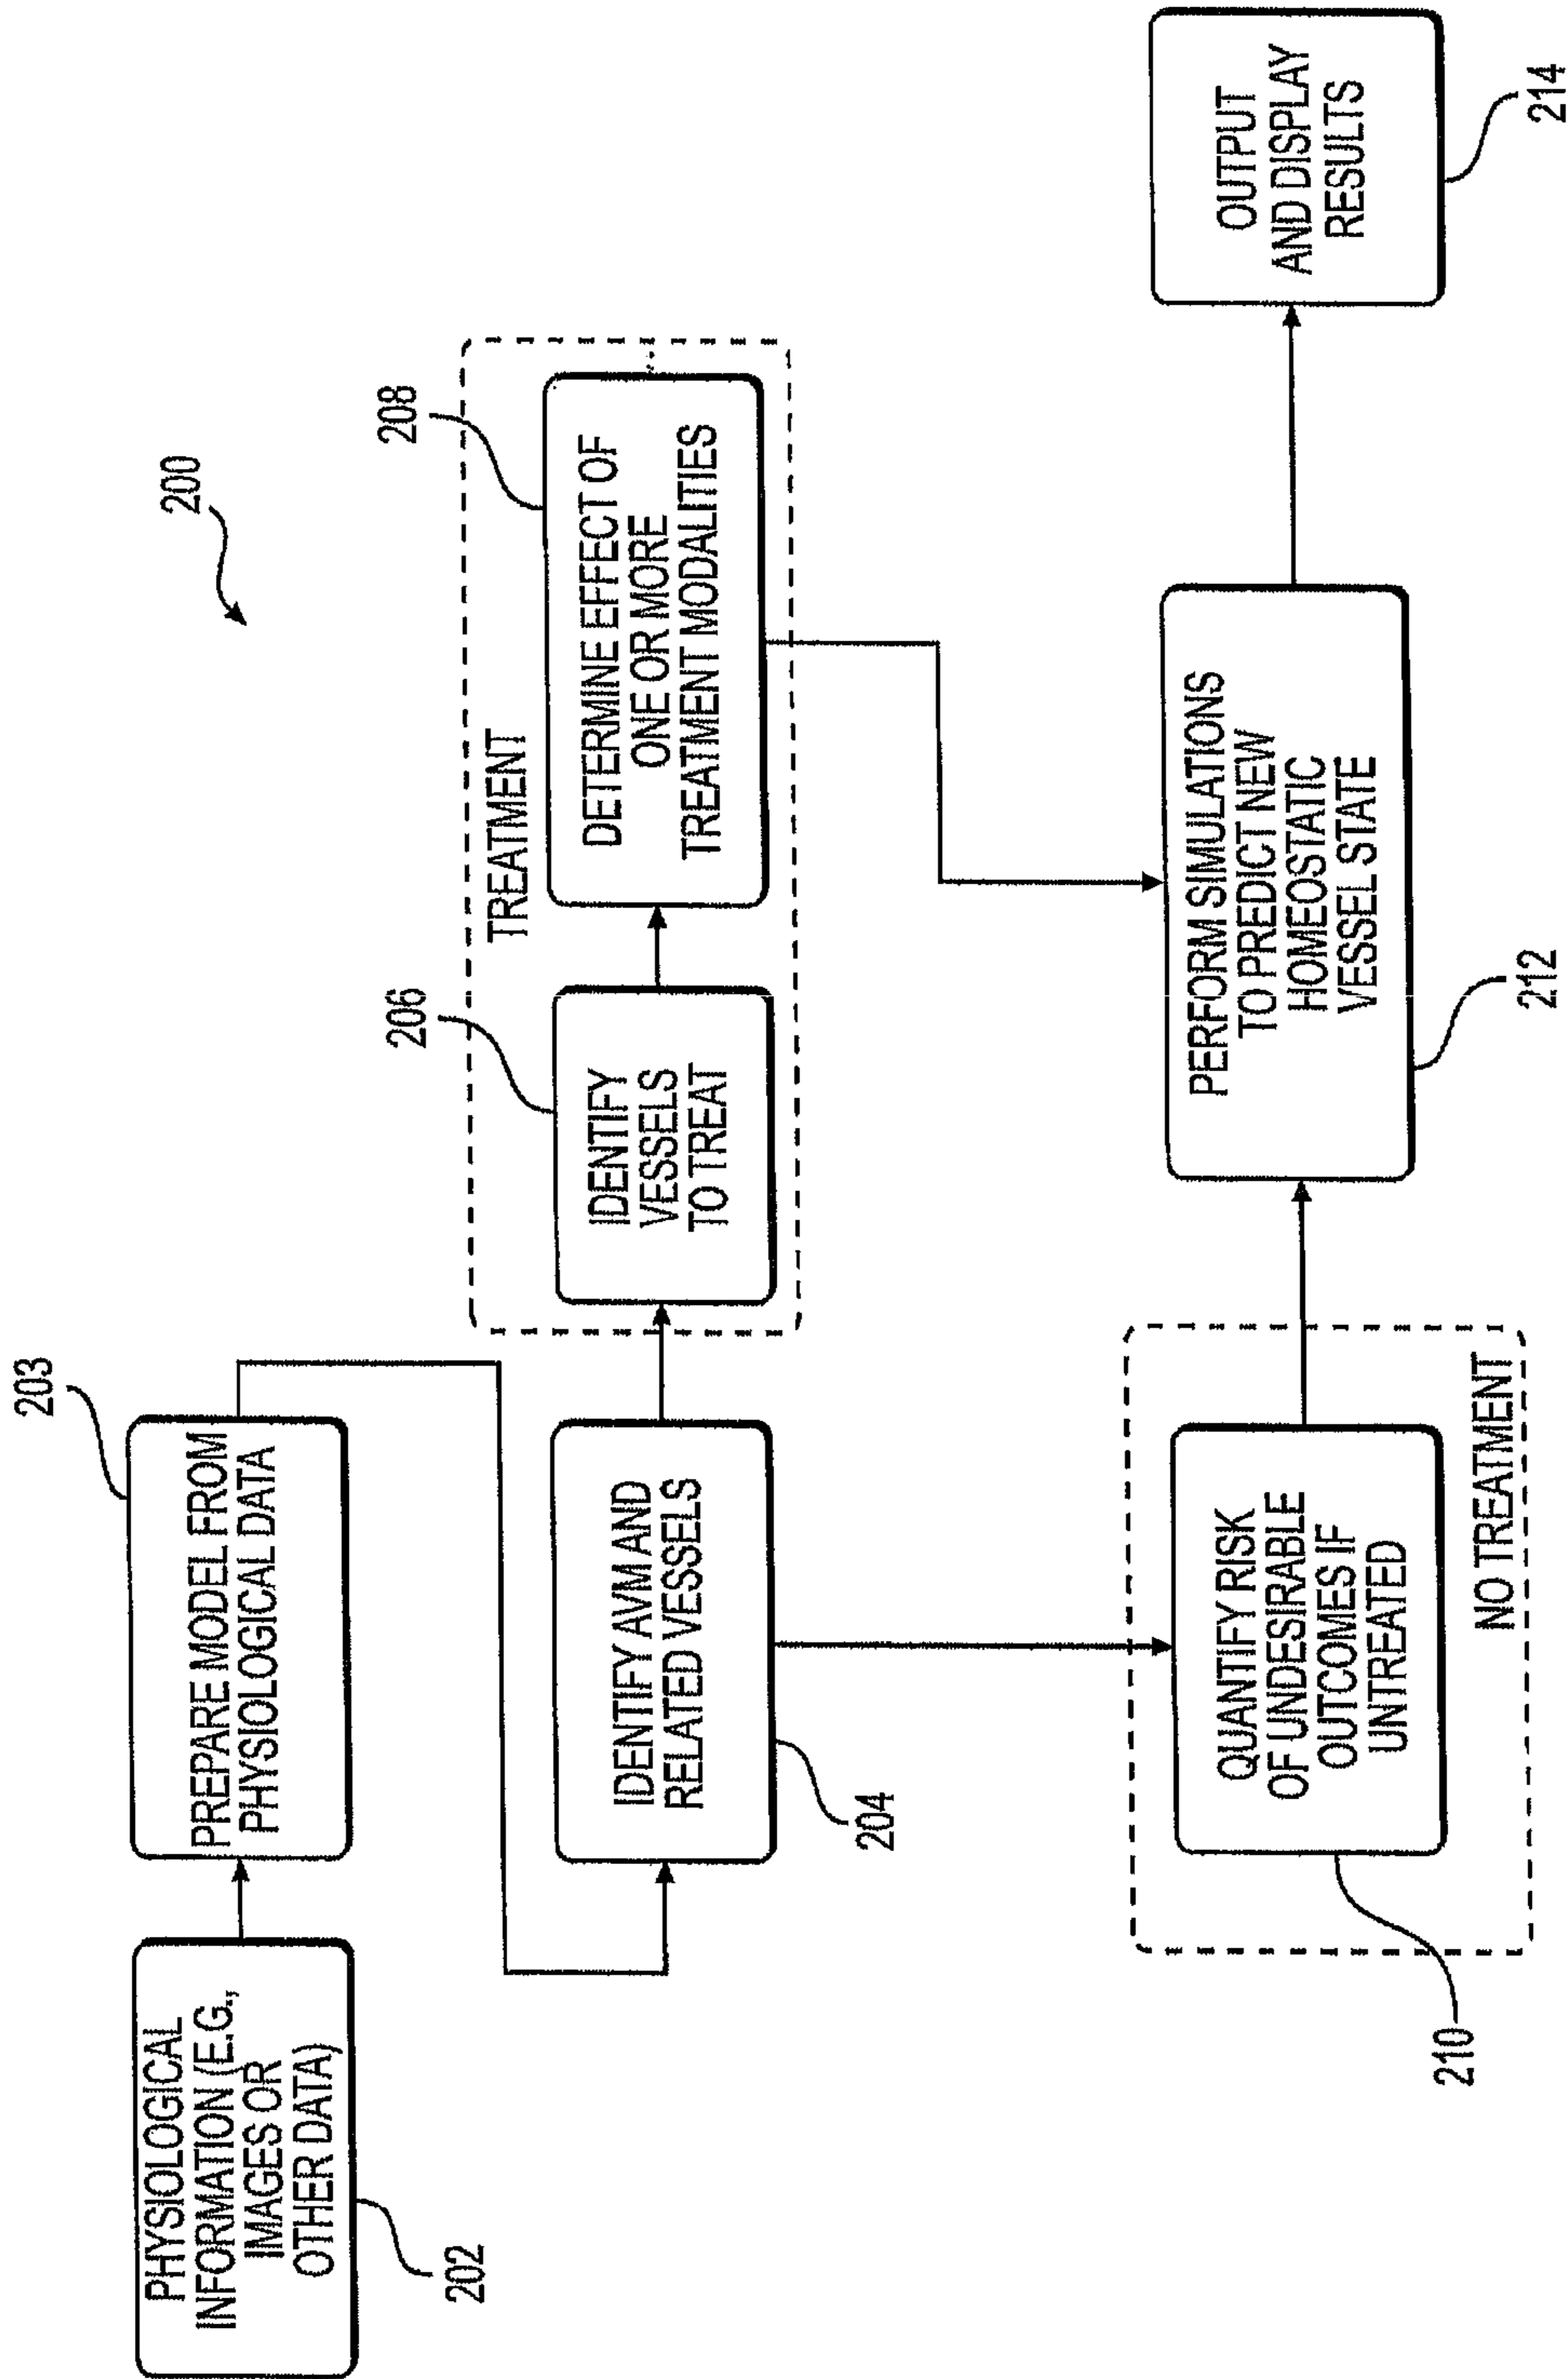 200
PHYSIOLOGICAL
INFORMATION (E.G.,
IMAGES OR
OTHER DATA)
202
PREPARE MODEL FROM
PHYSIOLOGICAL DATA
203
IDENTIFY AVM AND
RELATED VESSELS
204
TREATMENT
IDENTIFY
VESSELS
TO TREAT
206
DETERMINE EFFECT OF
ONE OR MORE
TREATMENT MODALITIES
208
QUANTIFY RISK
OF UNDESIRABLE
OUTCOMES IF
UNTREATED
NO TREATMENT
210
PERFORM SIMULATIONS
TO PREDICT NEW
HOMEOSTATIC
VESSEL STATE
212
OUTPUT
AND DISPLAY
RESULTS
214